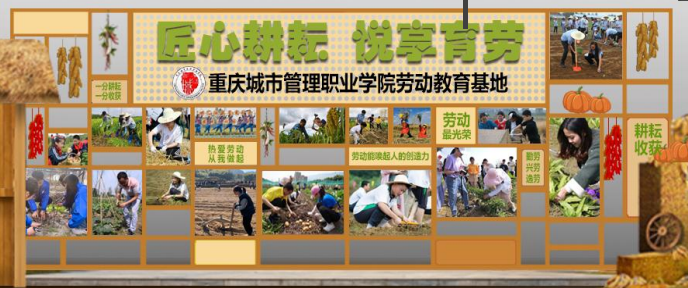 匠心耕耘 悦享育劳
重庆城市管理职业学院劳动教育基地
一分耕耘
一分收获
热爱劳动
从我做起
劳动能唤起人的创造力
劳动
最光荣
勤劳
兴劳
造劳
耕耘
收获